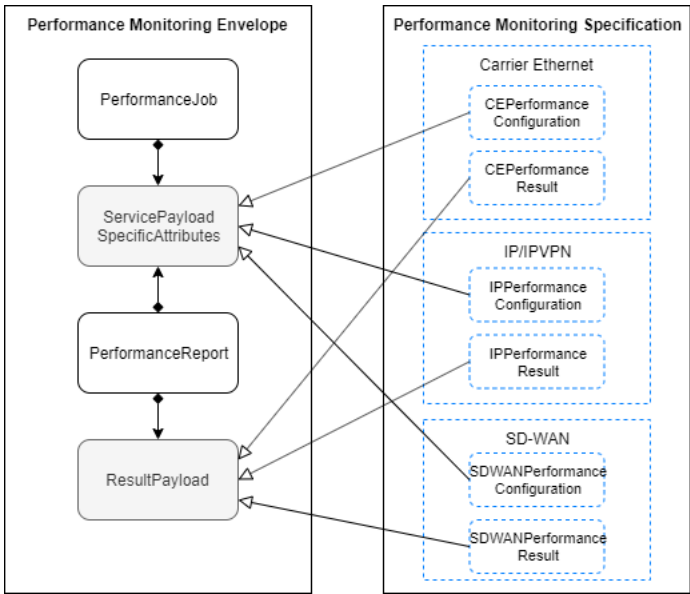 Performance Monitoring Envelope
PerformanceJob
ServicePayload
SpecificAttributes
PerformanceReport
ResultPayload
Performance Monitoring Specification
Carrier Ethernet
CEPerformance
Configuration
CEPerformance
Result
IP/IPVPN
IPPerformance
Configuration
IPPerformance
Result
SD-WAN
SDWANPerformance
Configuration
SDWANPerformance
Result